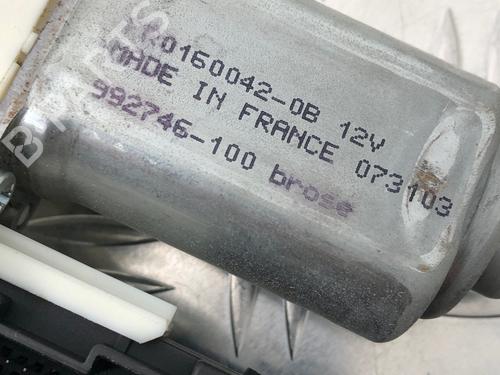 0160042-0B 12V
MADE IN FRANCE 073103
992746-100 brose